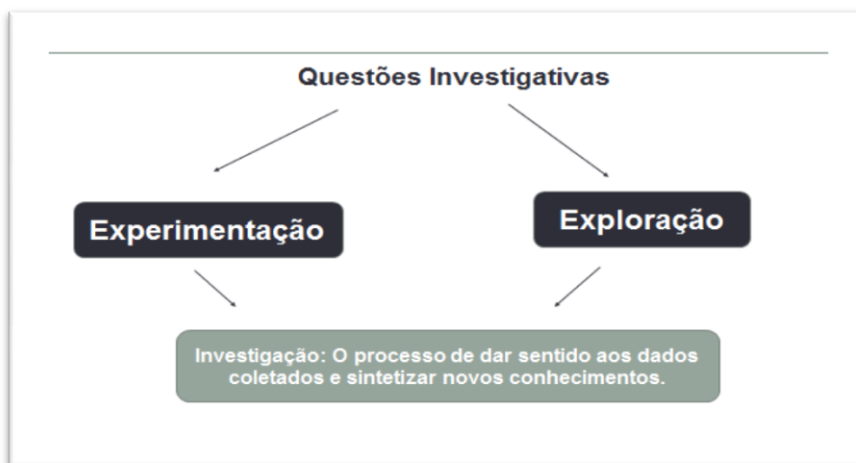 Questões Investigativas
Experimentação
Exploração
Investigação: O processo de dar sentido aos dados
coletados e sintetizar novos conhecimentos.